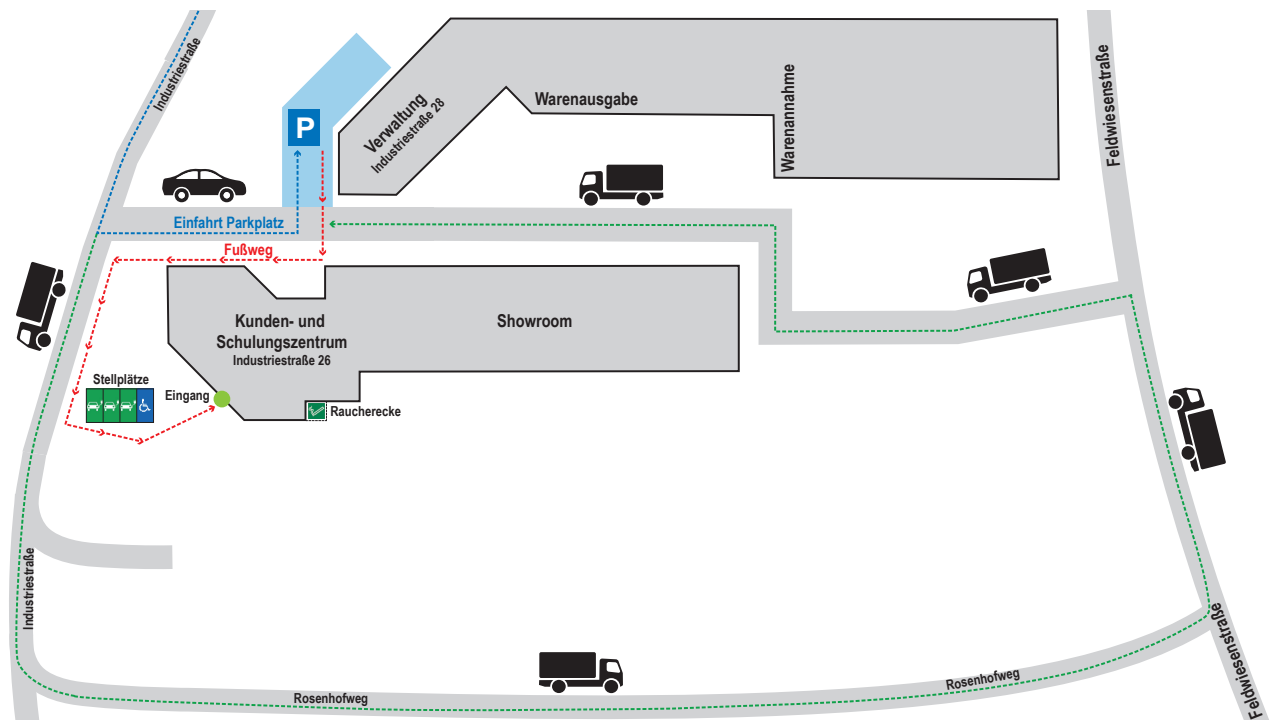 Industriestraße
P
Verwaltung
Industriestraße 28
Warenausgabe
Warenannahme
Feldwiesenstraße
Einfahrt Parkplatz
Fußweg
Kunden- und
Schulungszentrum
Industriestraße 26
Showroom
Stellplätze
Eingang
Raucherecke
Industriestraße
Rosenhofweg
Rosenhofweg
Feldwiesenstraße